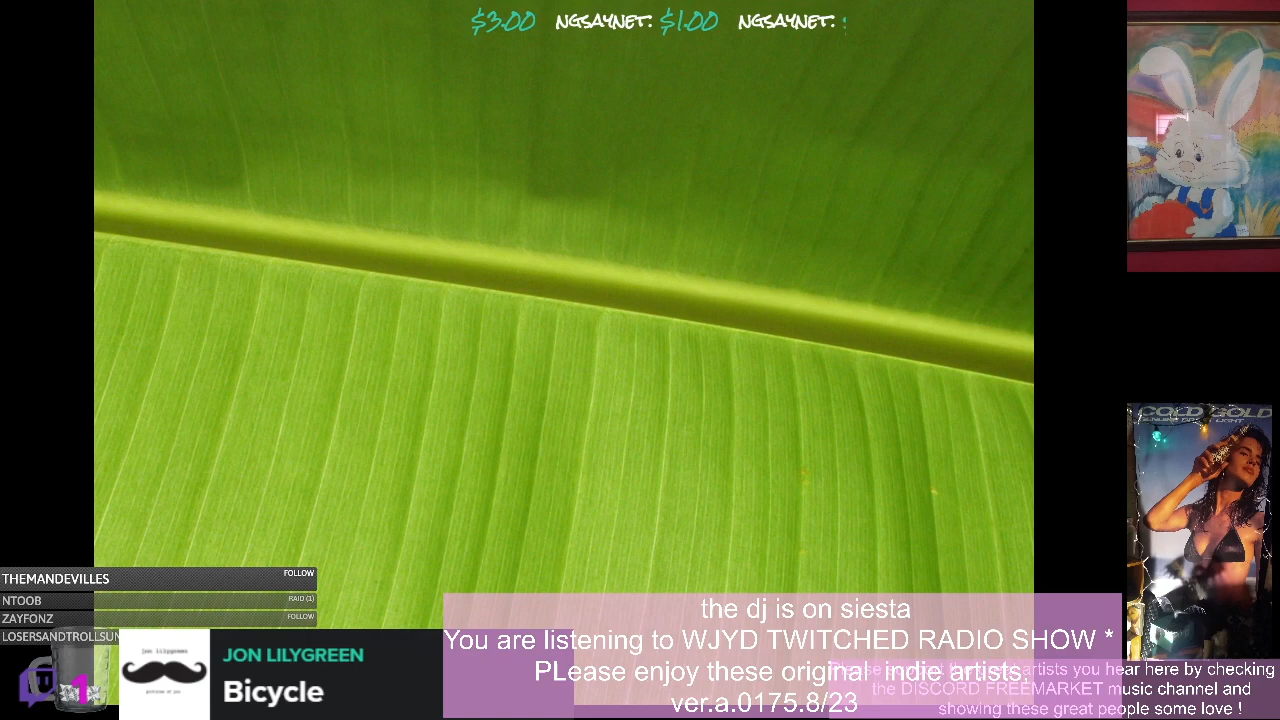 $3.00 NGSAYNET: $1.00 NGSAYNET:
COLD GOLD
THEMANDEVILLES FOLLOW
NTOOB RAID (1)
ZAYFONZ FOLLOW
LOSERSANDTROLLSUN
1
jon lilygreen
JON LILYGREEN
Bicycle
the dj is on siesta
You are listening to WJYD TWITCHED RADIO SHOW *
PLease enjoy these original indie artists,
ver.a.0175.8/23
artists you hear here by checking
the DISCORD FREEMARKET music channel and
showing these great people some love !